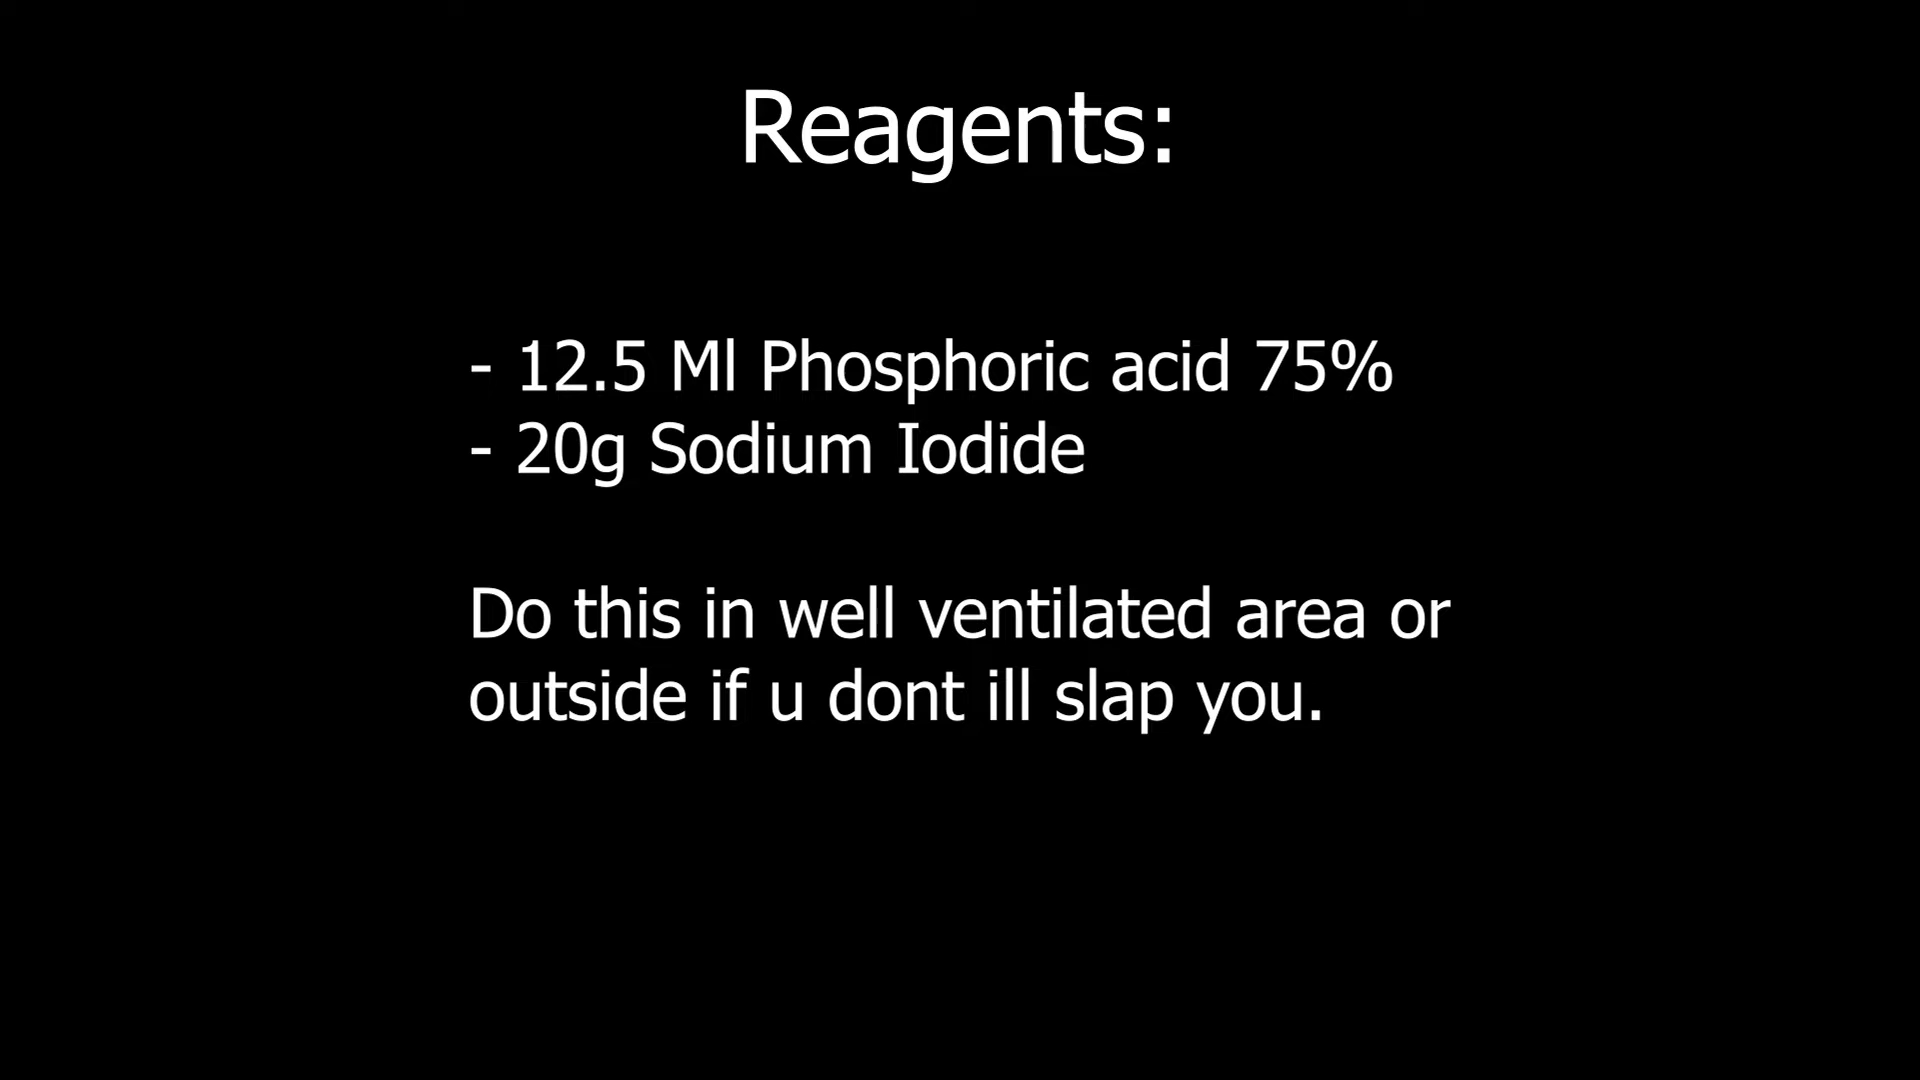 Reagents:
- 12.5 Ml Phosphoric acid 75%
- 20g Sodium Iodide
Do this in well ventilated area or
outside if u dont ill slap you.